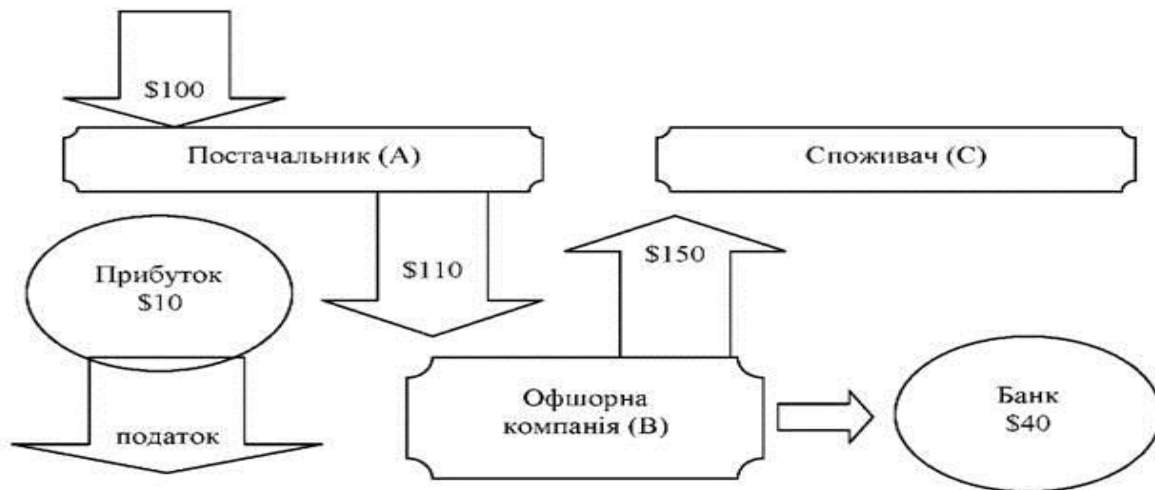 $100
Постачальник (А)
Споживач (С)
Прибуток
$10
$110
$150
податок
Офшорна
компанія (В)
Банк
$40